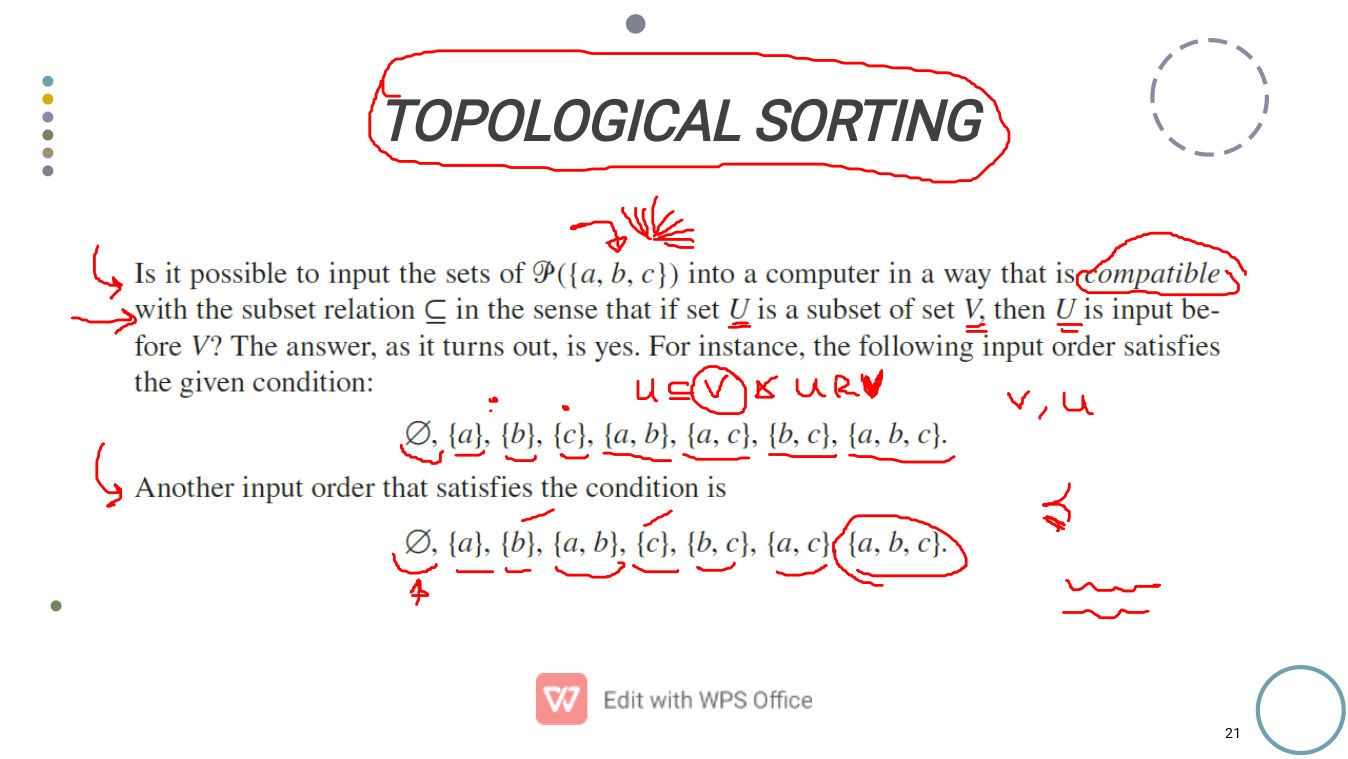 TOPOLOGICAL SORTING
Is it possible to input the sets of 𝒫({a, b, c}) into a computer in a way that is compatible
with the subset relation ⊆ in the sense that if set U is a subset of set V, then U is input be-
fore V? The answer, as it turns out, is yes. For instance, the following input order satisfies
the given condition:
U ⊆ V U R V
V, U
∅, {a}, {b}, {c}, {a, b}, {a, c}, {b, c}, {a, b, c}.
Another input order that satisfies the condition is
∅, {a}, {b}, {a, b}, {c}, {b, c}, {a, c}, {a, b, c}.
Edit with WPS Office
21